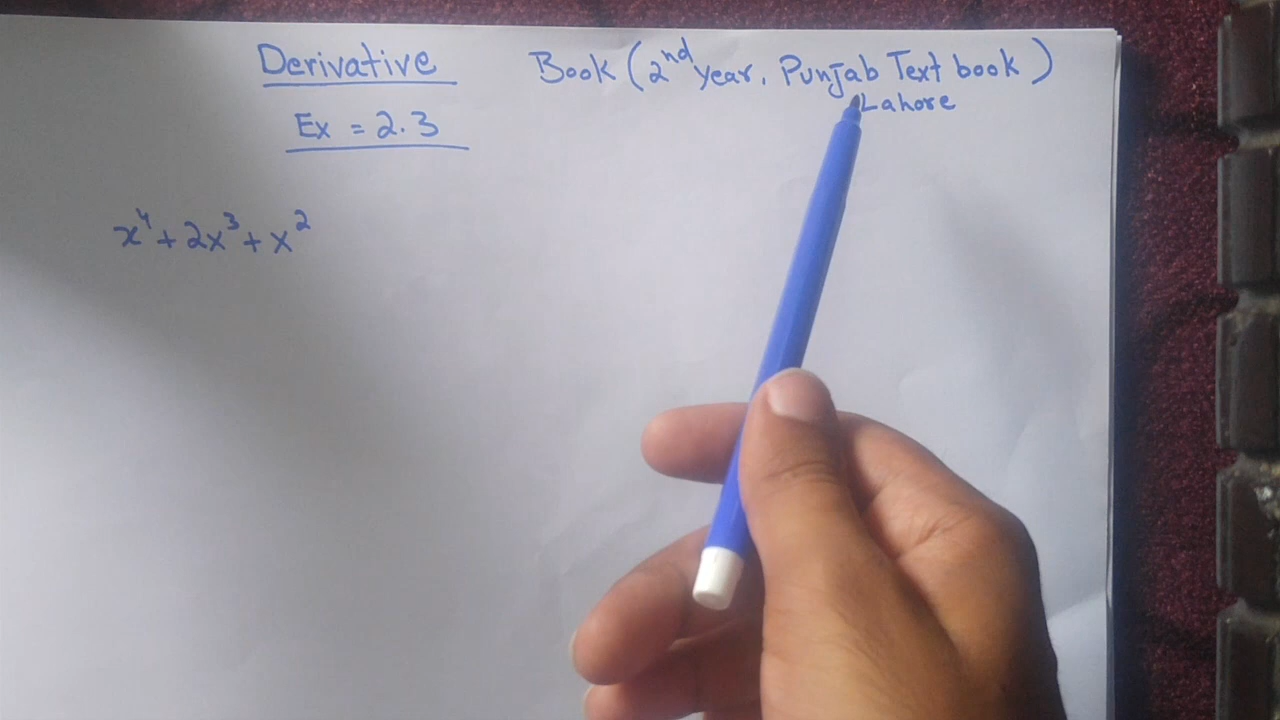 Derivative Book (2nd year, Punjab Text book)
Lahore
Ex = 2.3
x⁴+2x³+x²